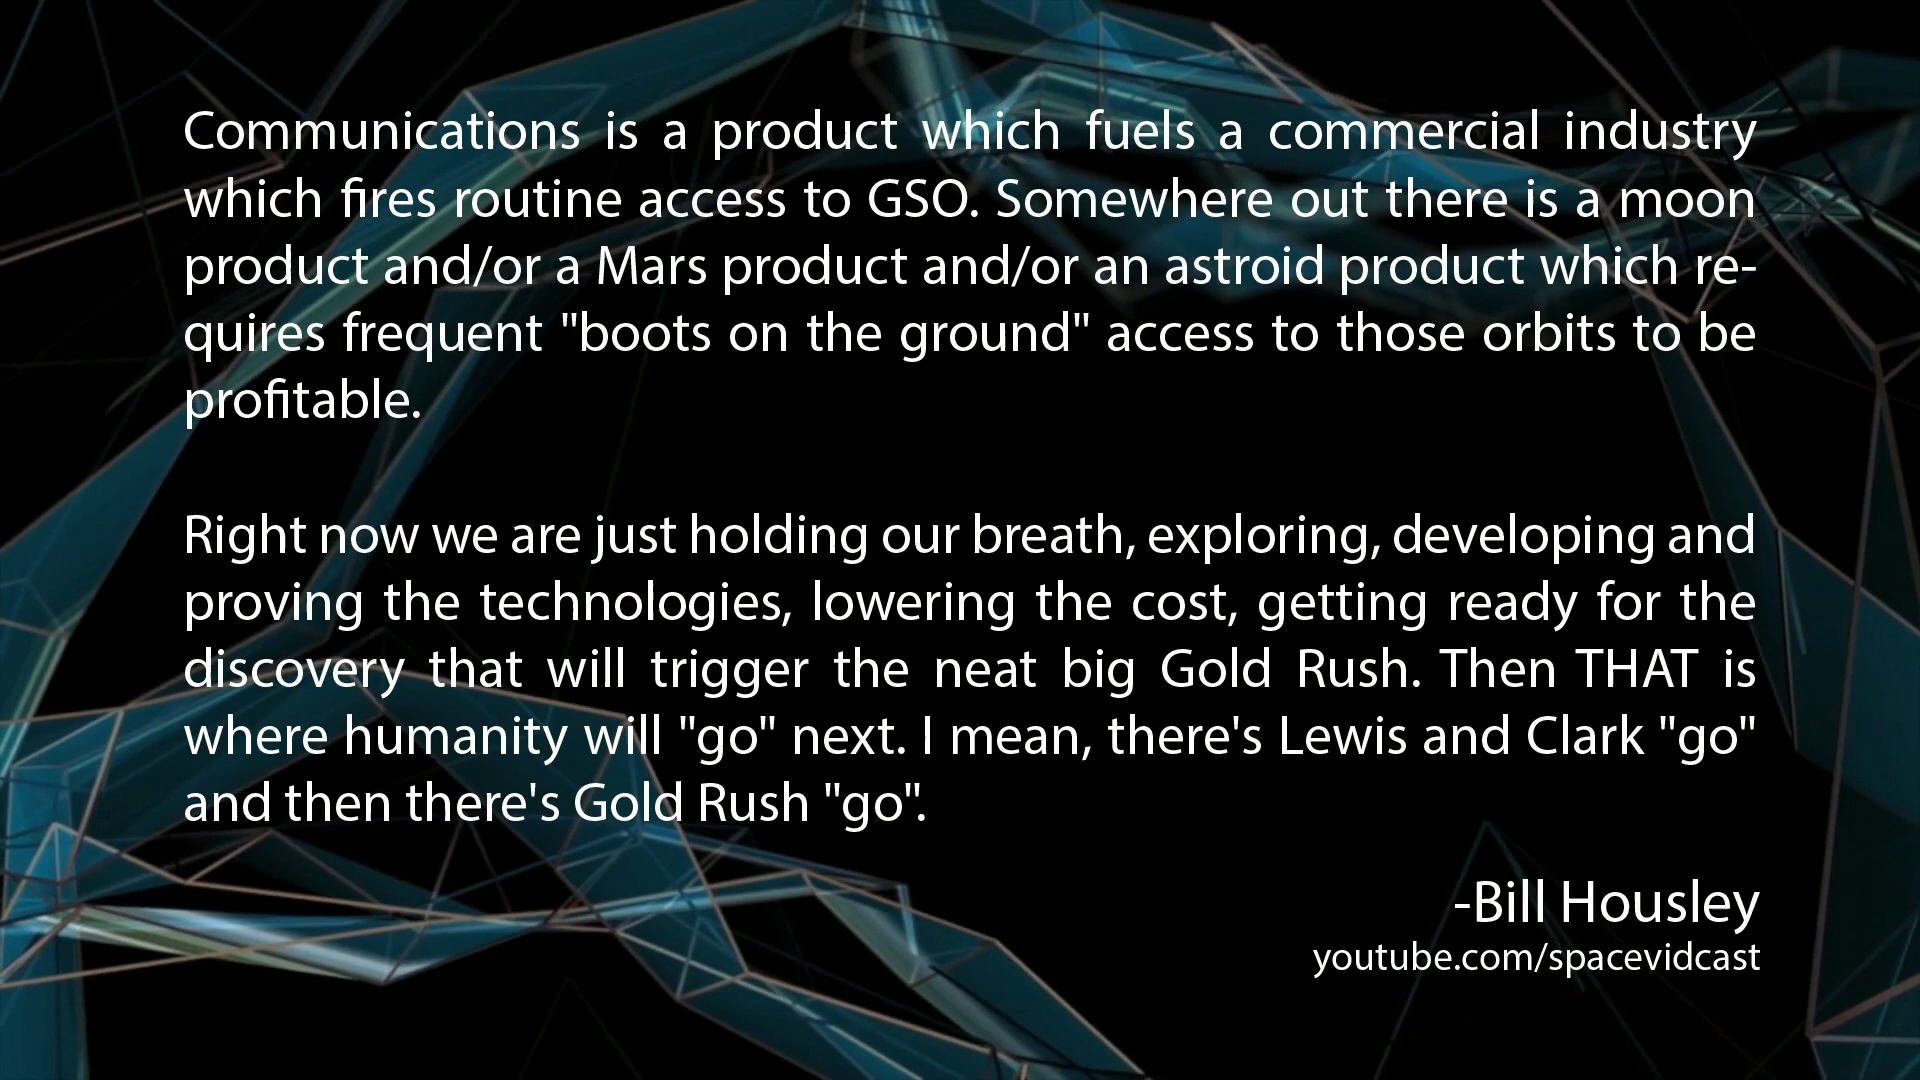 Communications is a product which fuels a commercial industry
which fires routine access to GSO. Somewhere out there is a moon
product and/or a Mars product and/or an astroid product which re-
quires frequent "boots on the ground" access to those orbits to be
profitable.
Right now we are just holding our breath, exploring, developing and
proving the technologies, lowering the cost, getting ready for the
discovery that will trigger the neat big Gold Rush. Then THAT is
where humanity will "go" next. I mean, there's Lewis and Clark "go"
and then there's Gold Rush "go".
-Bill Housley
youtube.com/spacevidcast